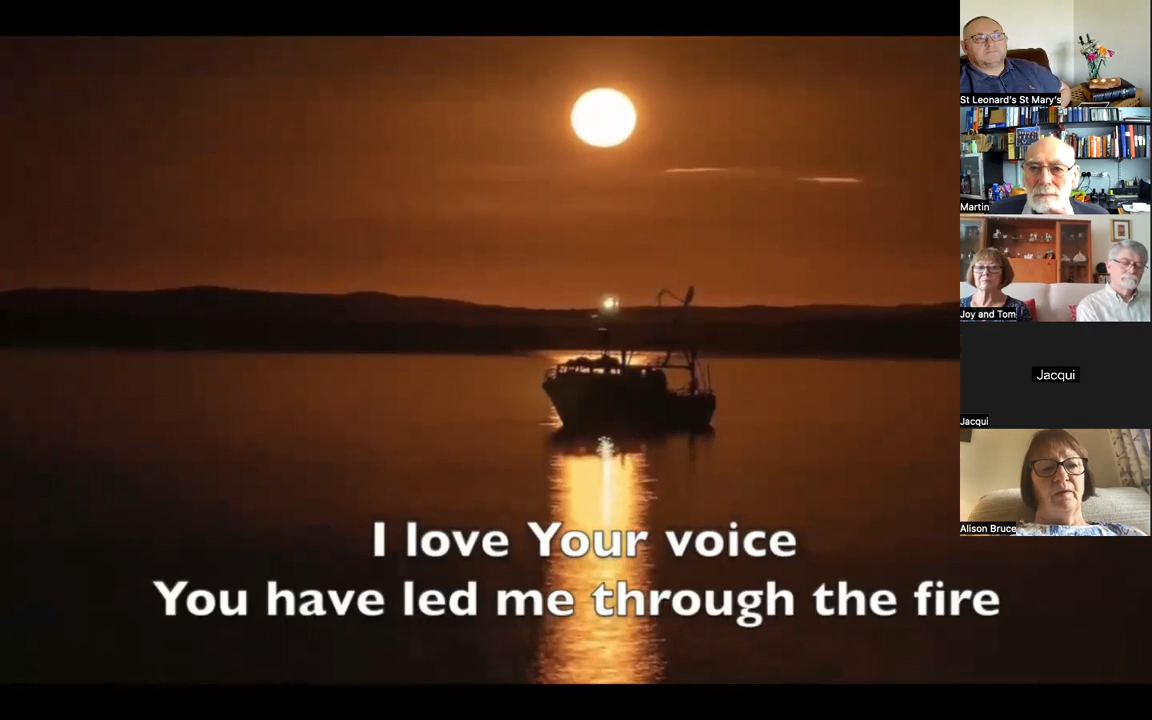 I love Your voice
You have led me through the fire
St Leonard's St Mary's
Martin
Joy and Tom
Jacqui
Jacqui
Alison Bruce